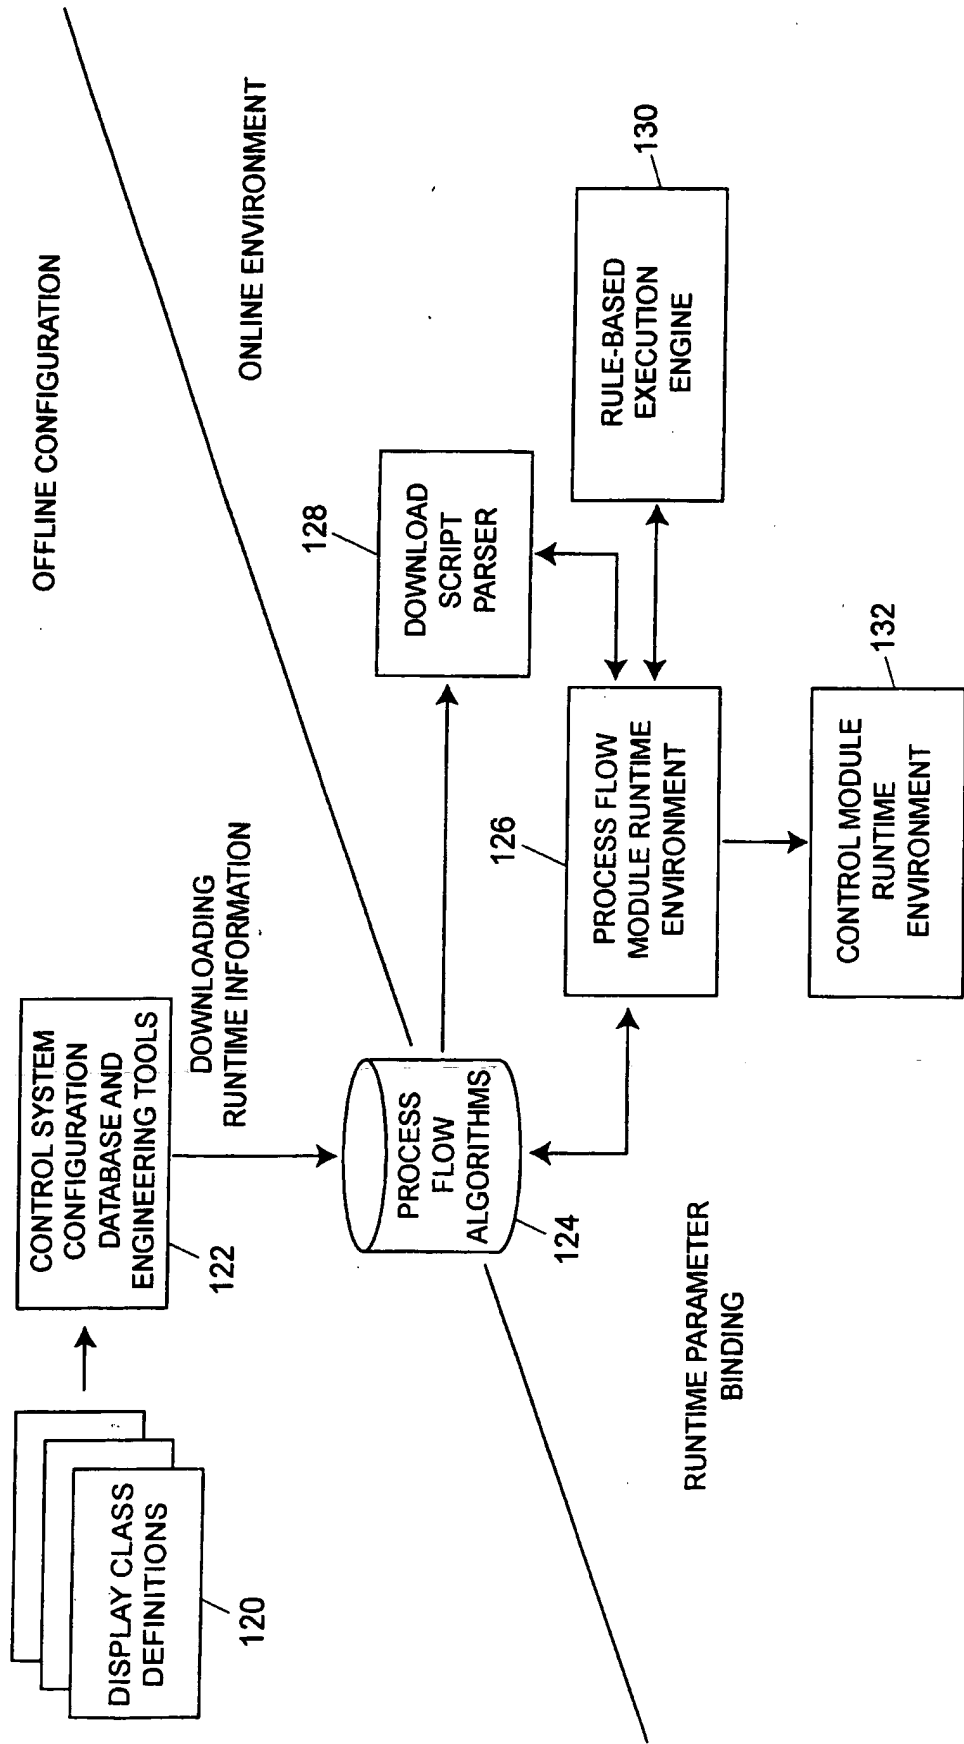 OFFLINE CONFIGURATION
ONLINE ENVIRONMENT
DISPLAY CLASS
DEFINITIONS
120
CONTROL SYSTEM
CONFIGURATION
DATABASE AND
ENGINEERING TOOLS
122
DOWNLOADING
RUNTIME INFORMATION
PROCESS
FLOW
ALGORITHMS
124
DOWNLOAD
SCRIPT
PARSER
128
RULE-BASED
EXECUTION
ENGINE
130
PROCESS FLOW
MODULE RUNTIME
ENVIRONMENT
126
RUNTIME PARAMETER
BINDING
CONTROL MODULE
RUNTIME
ENVIRONMENT
132